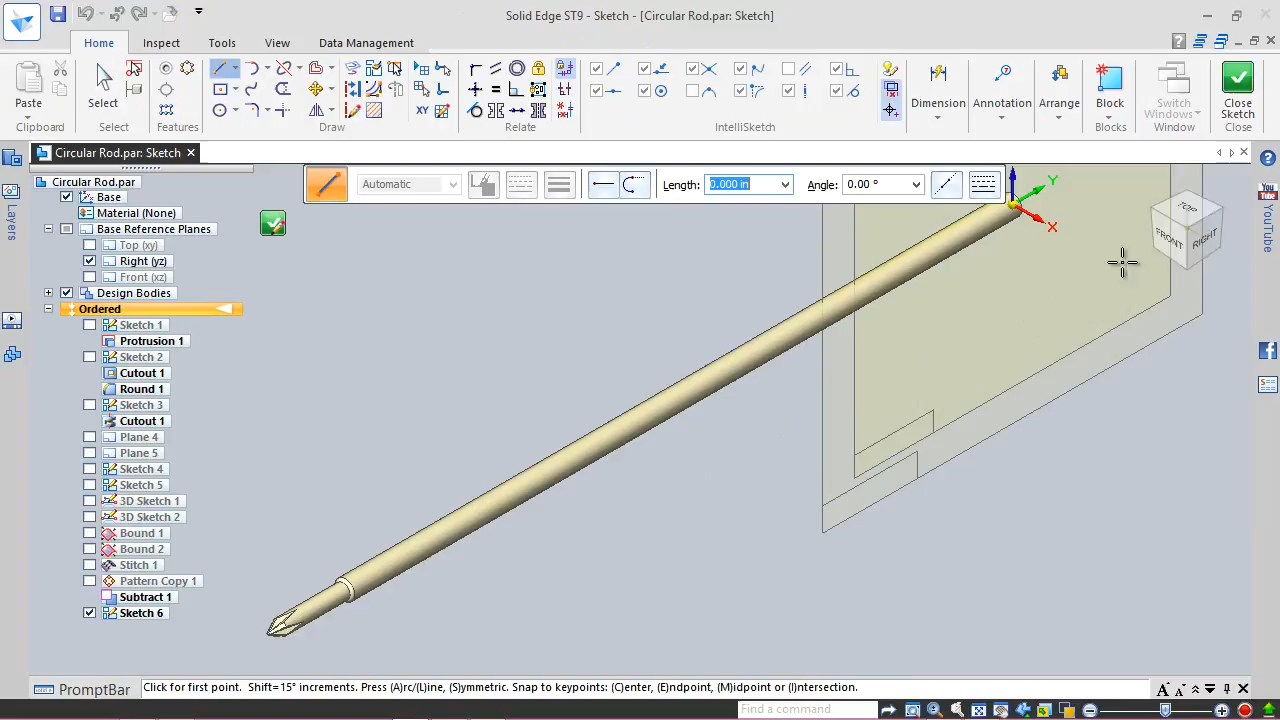 Solid Edge ST9 - Sketch - [Circular Rod.par: Sketch]
Home
Inspect
Tools
View
Data Management
Paste
Select
Dimension
Annotation
Arrange
Block
Switch Windows
Close Sketch
Clipboard
Select
Features
Draw
Relate
IntelliSketch
Blocks
Window
Close
Circular Rod.par: Sketch
Automatic
Length:
0.000 in
Angle:
0.00 °
Layers
Circular Rod.par
Base
Material (None)
Base Reference Planes
Top (xy)
Right (yz)
Front (xz)
Design Bodies
Ordered
Sketch 1
Protrusion 1
Sketch 2
Cutout 1
Round 1
Sketch 3
Cutout 1
Plane 4
Plane 5
Sketch 4
Sketch 5
3D Sketch 1
3D Sketch 2
Bound 1
Bound 2
Stitch 1
Pattern Copy 1
Subtract 1
Sketch 6
Y
X
TOP
FRONT
RIGHT
You
Tube
YouTube
PromptBar
Click for first point.  Shift=15° increments.  Press (A)rc/(L)ine, (S)ymmetric.  Snap to keypoints: (C)enter, (E)ndpoint, (M)idpoint or (I)ntersection.
Find a command